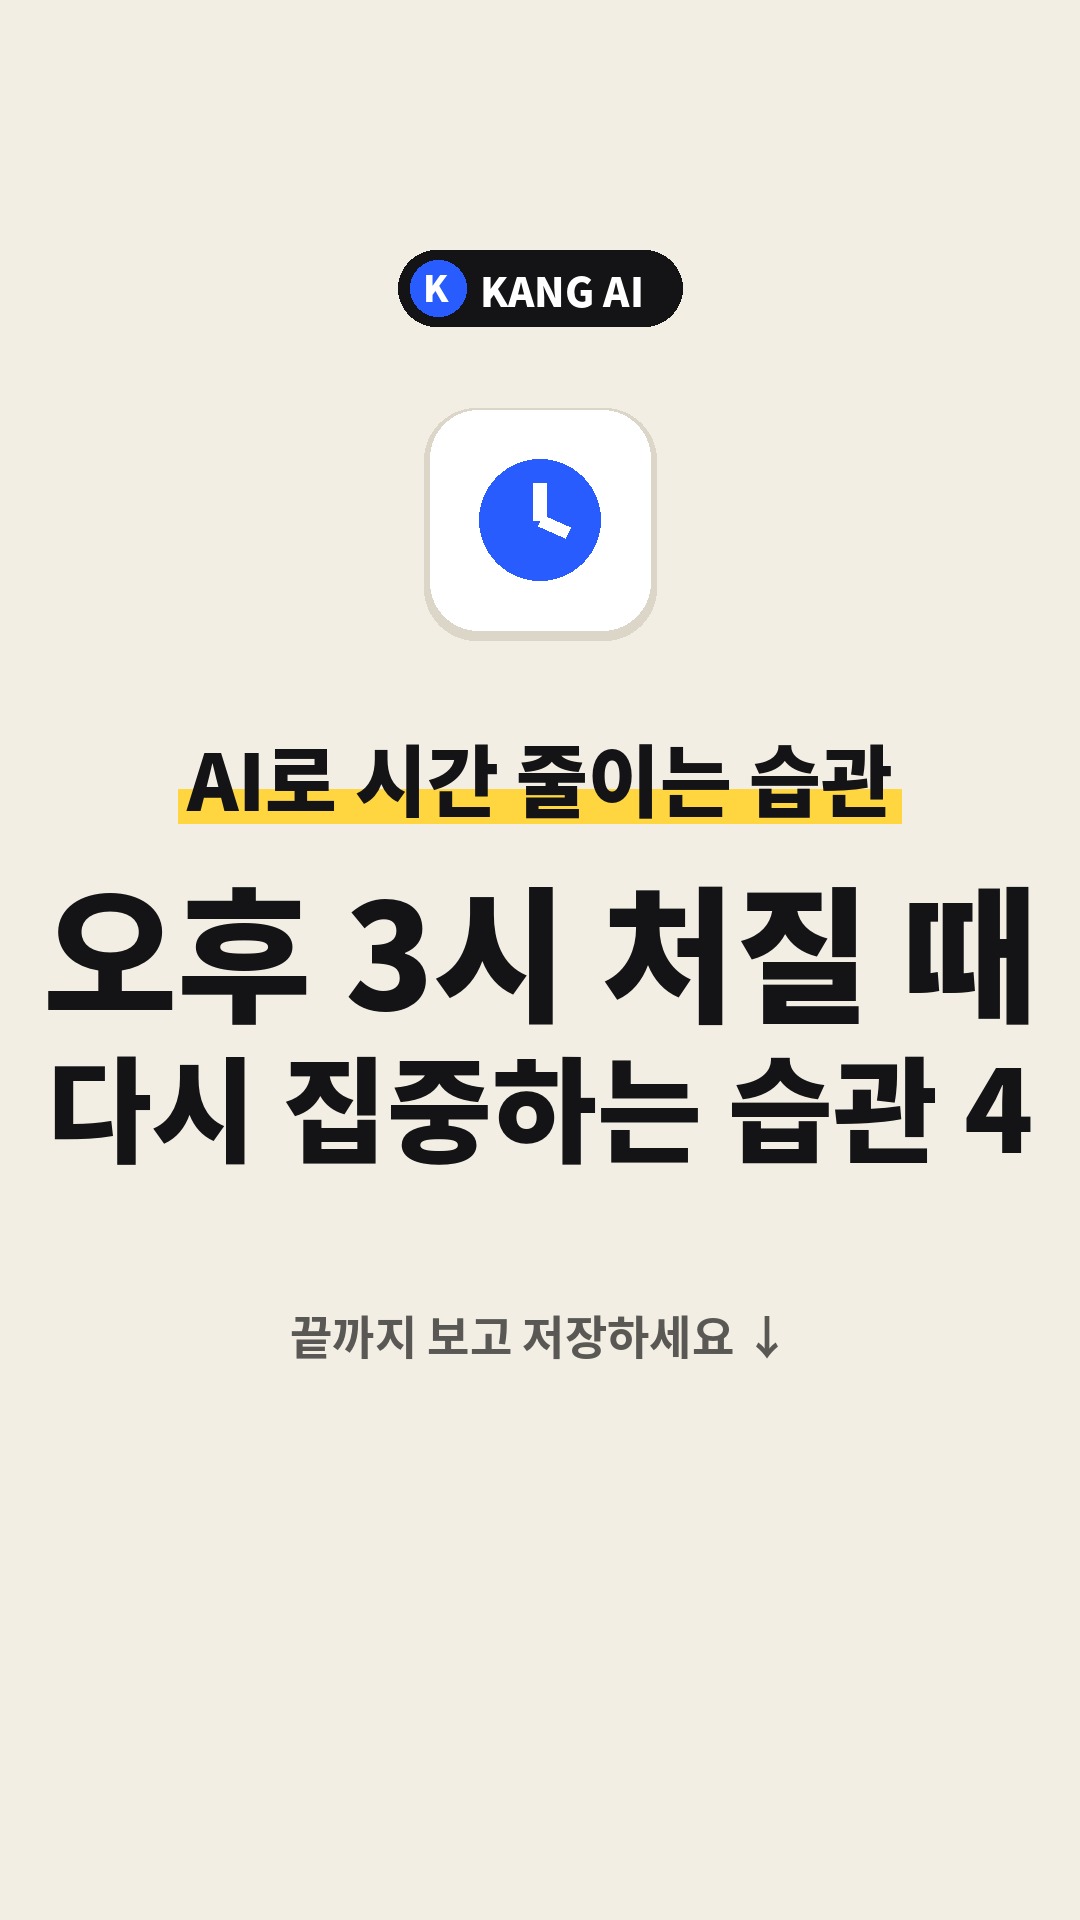 K KANG AI
AI로 시간 줄이는 습관
오후 3시 처질 때
다시 집중하는 습관 4
끝까지 보고 저장하세요 ↓